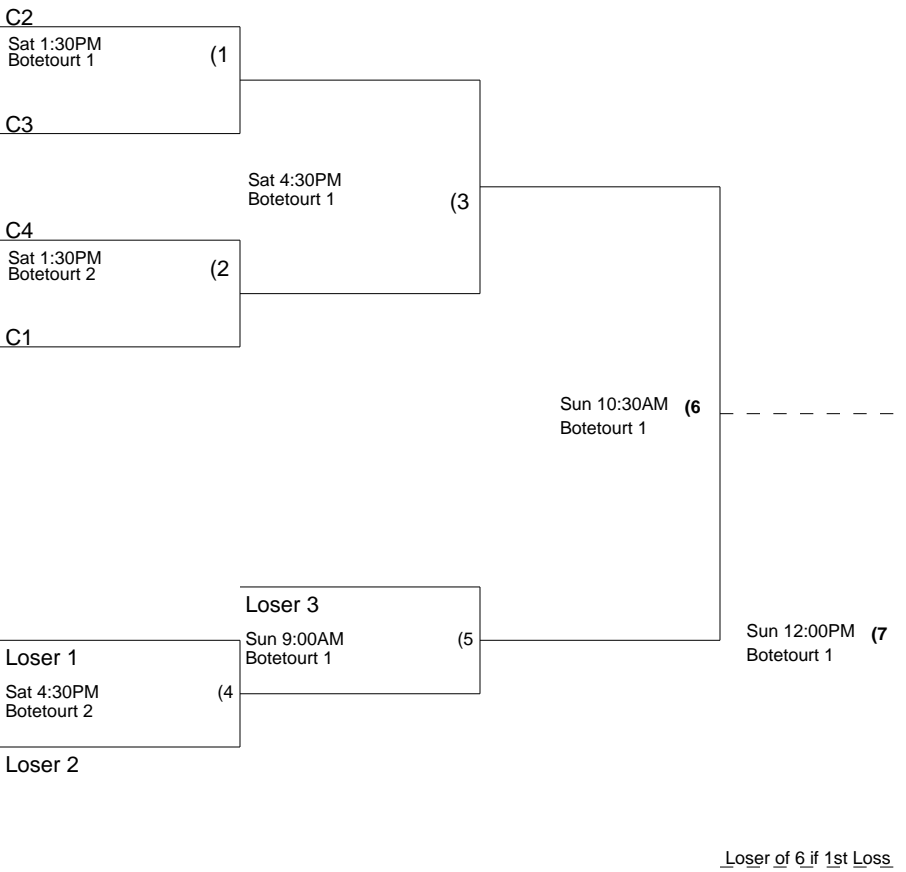 C2
Sat 1:30PM
Botetourt 1
(1
C3
Sat 4:30PM
Botetourt 1
(3
C4
Sat 1:30PM
Botetourt 2
(2
C1
Sun 10:30AM (6
Botetourt 1
Loser 3
Sun 9:00AM
Botetourt 1
(5
Sun 12:00PM (7
Botetourt 1
Loser 1
Sat 4:30PM
Botetourt 2
(4
Loser 2
Loser of 6 if 1st Loss